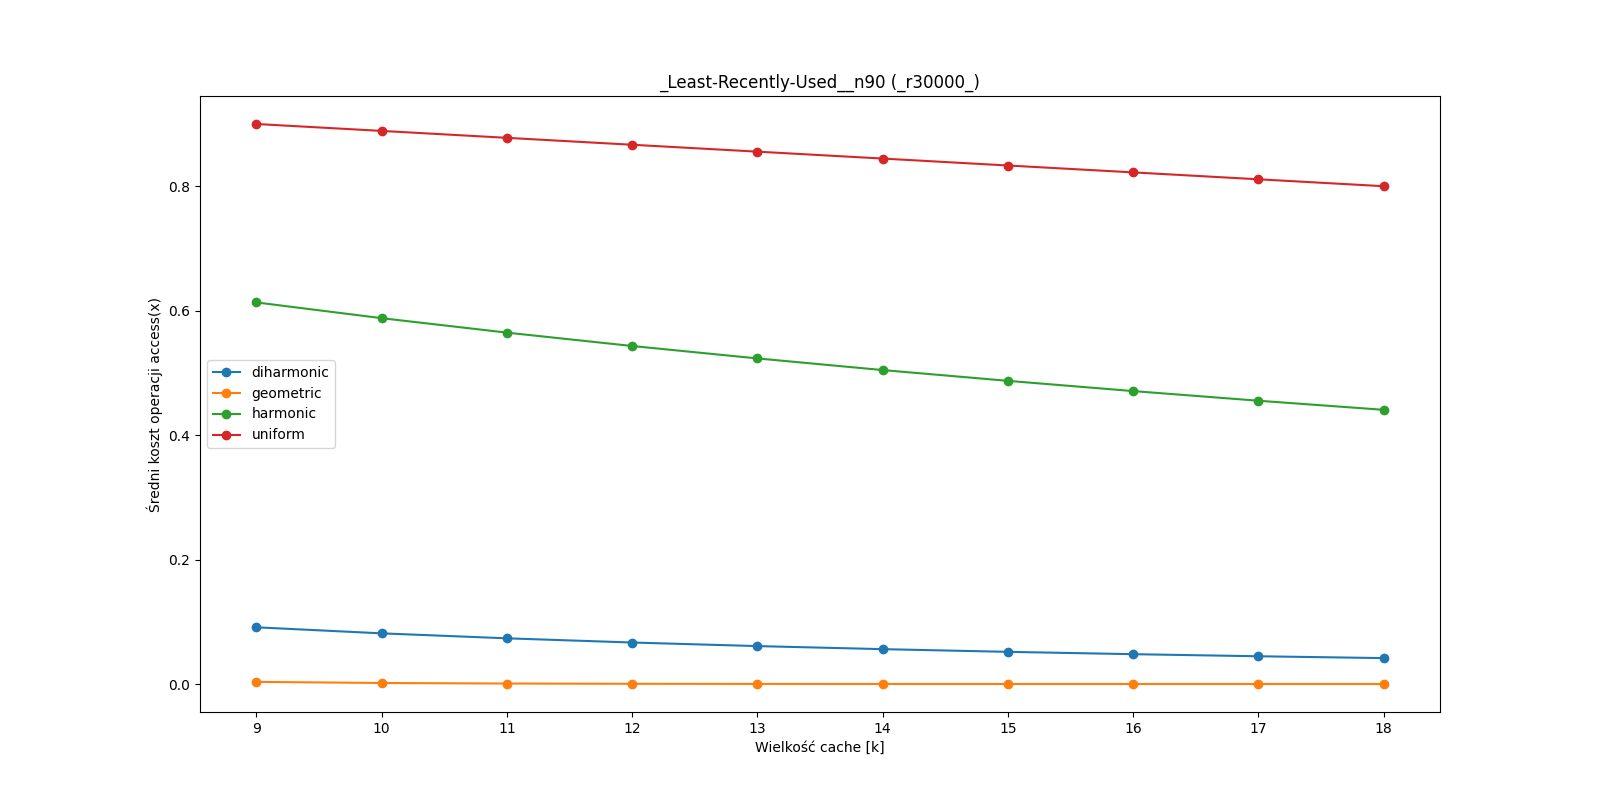 _Least-Recently-Used__n90 (_r30000_)
Średni koszt operacji access(x)
0.8
0.6
0.4
0.2
0.0
diharmonic
geometric
harmonic
uniform
9 10 11 12 13 14 15 16 17 18
Wielkość cache [k]